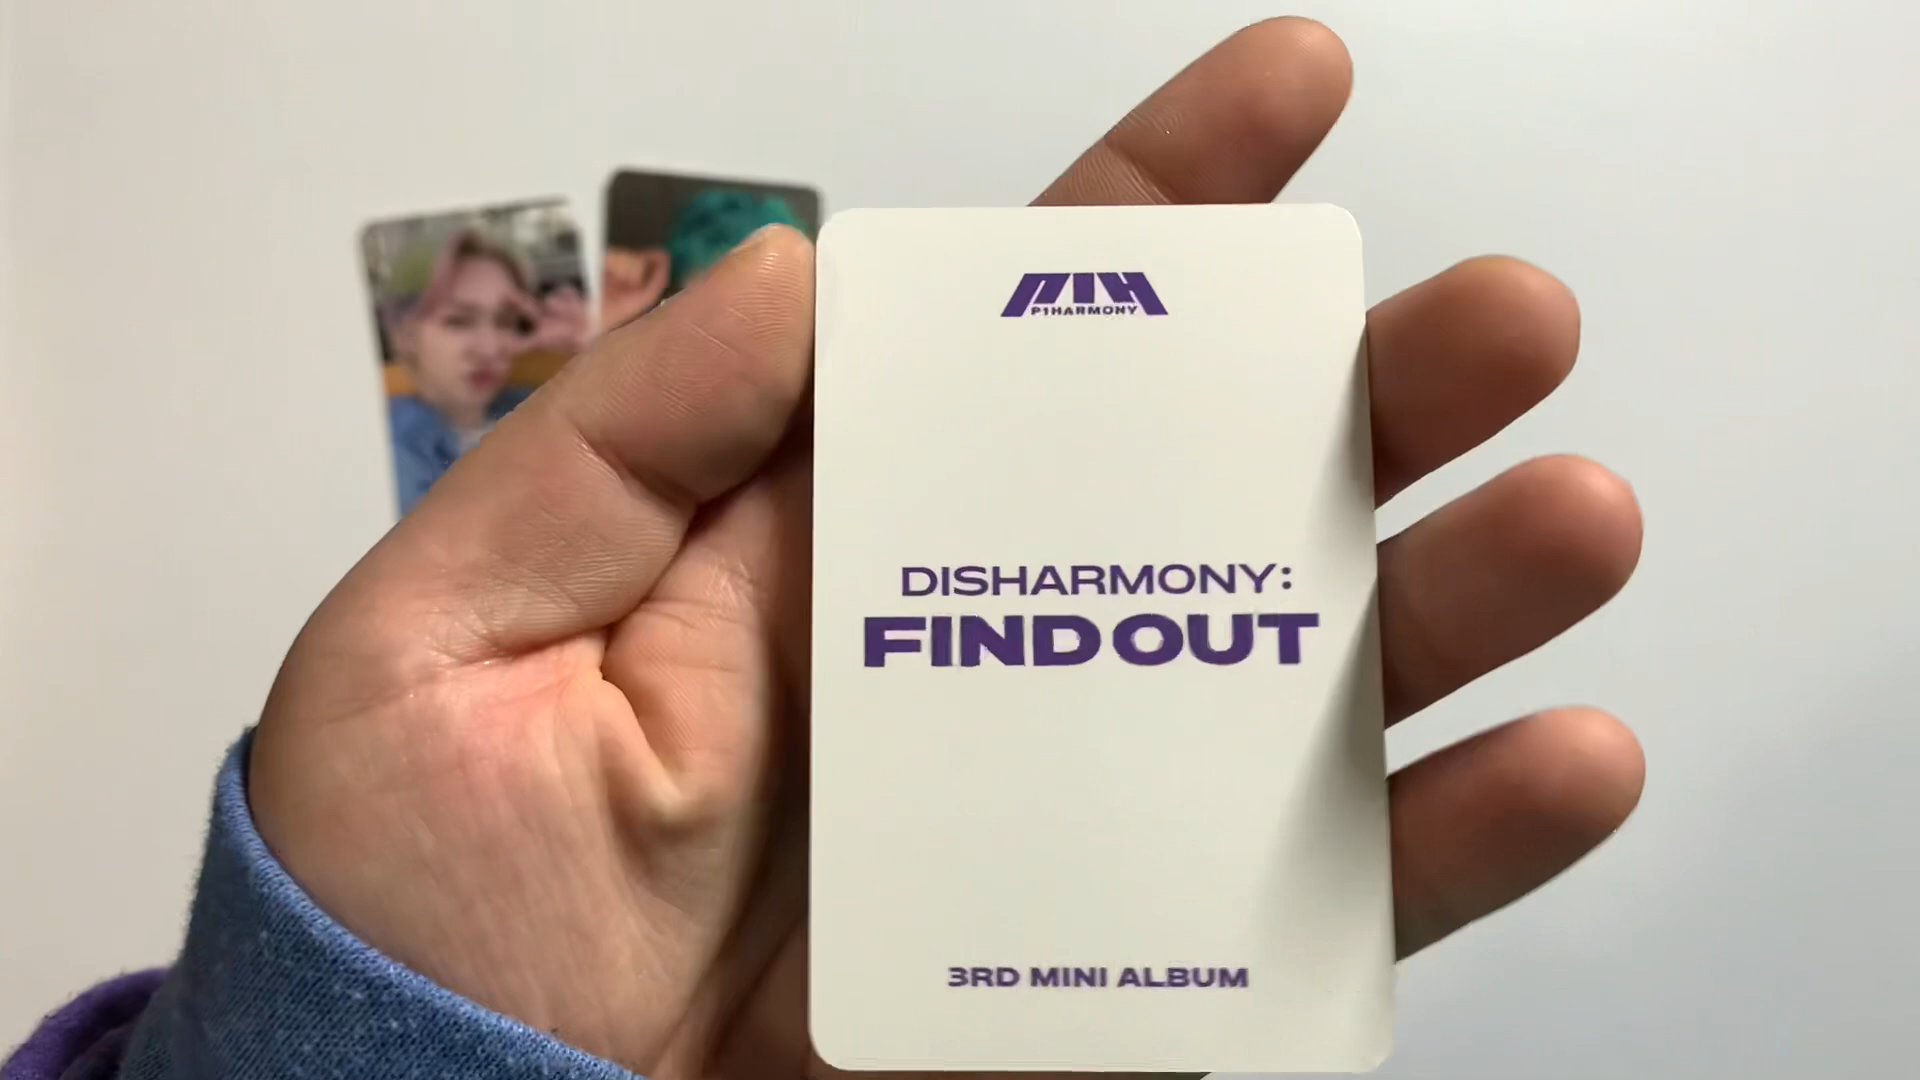 P1H
P1HARMONY
DISHARMONY:
FIND OUT
3RD MINI ALBUM